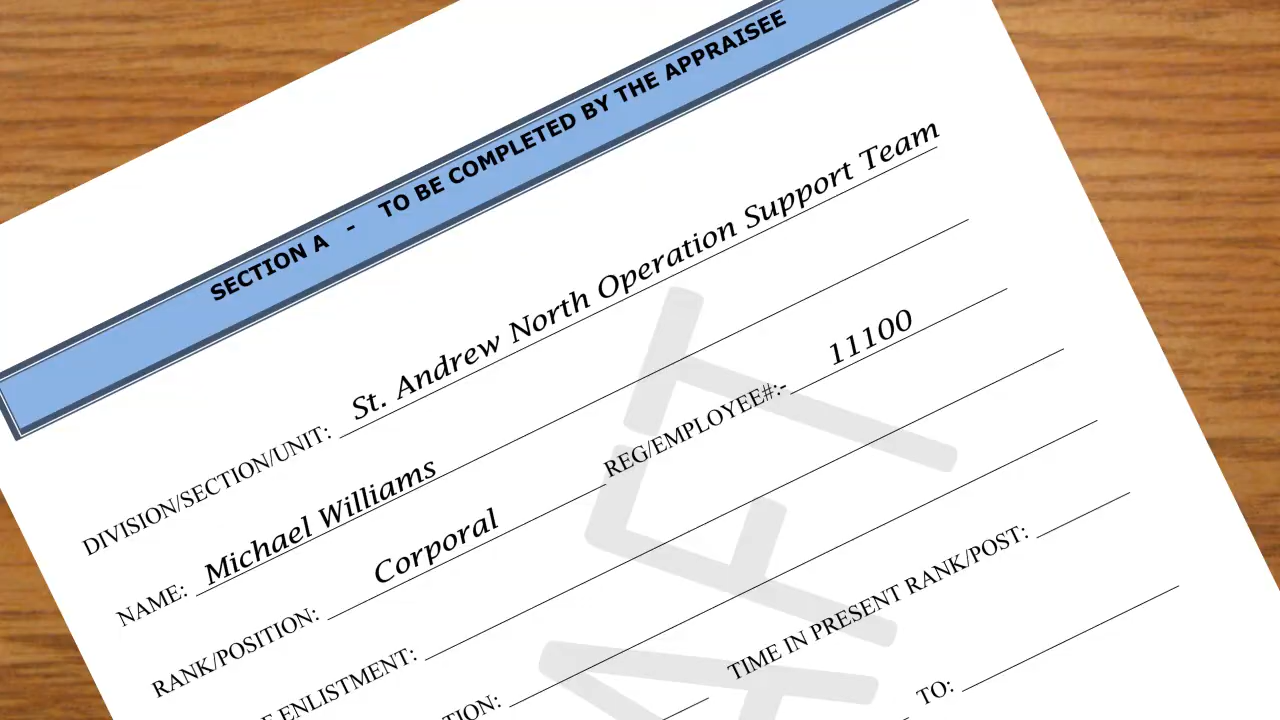 SECTION A - TO BE COMPLETED BY THE APPRAISEE
DIVISION/SECTION/UNIT: St. Andrew North Operation Support Team
NAME: Michael Williams
RANK/POSITION: Corporal REG/EMPLOYEE#:- 11100
ENLISTMENT:
TIME IN PRESENT RANK/POST:
TO: